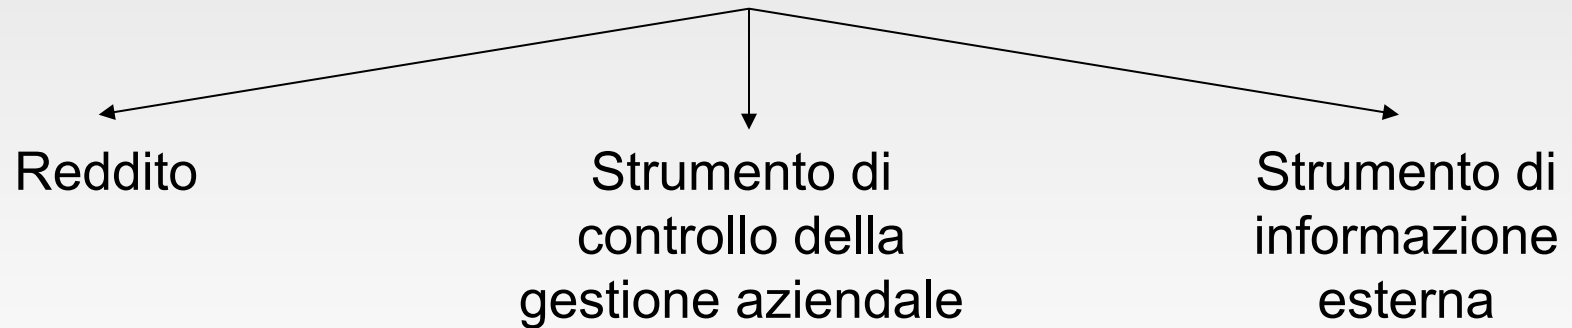 Reddito
Strumento di
controllo della
gestione aziendale
Strumento di
informazione
esterna